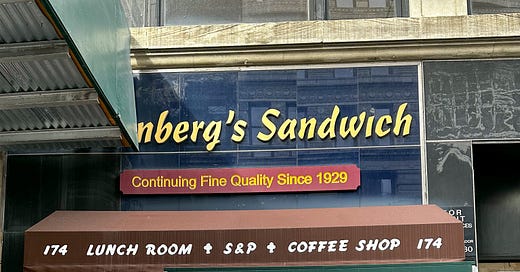 nberg's Sandwich
Continuing Fine Quality Since 1929
174 LUNCH ROOM + S&P + COFFEE SHOP 174